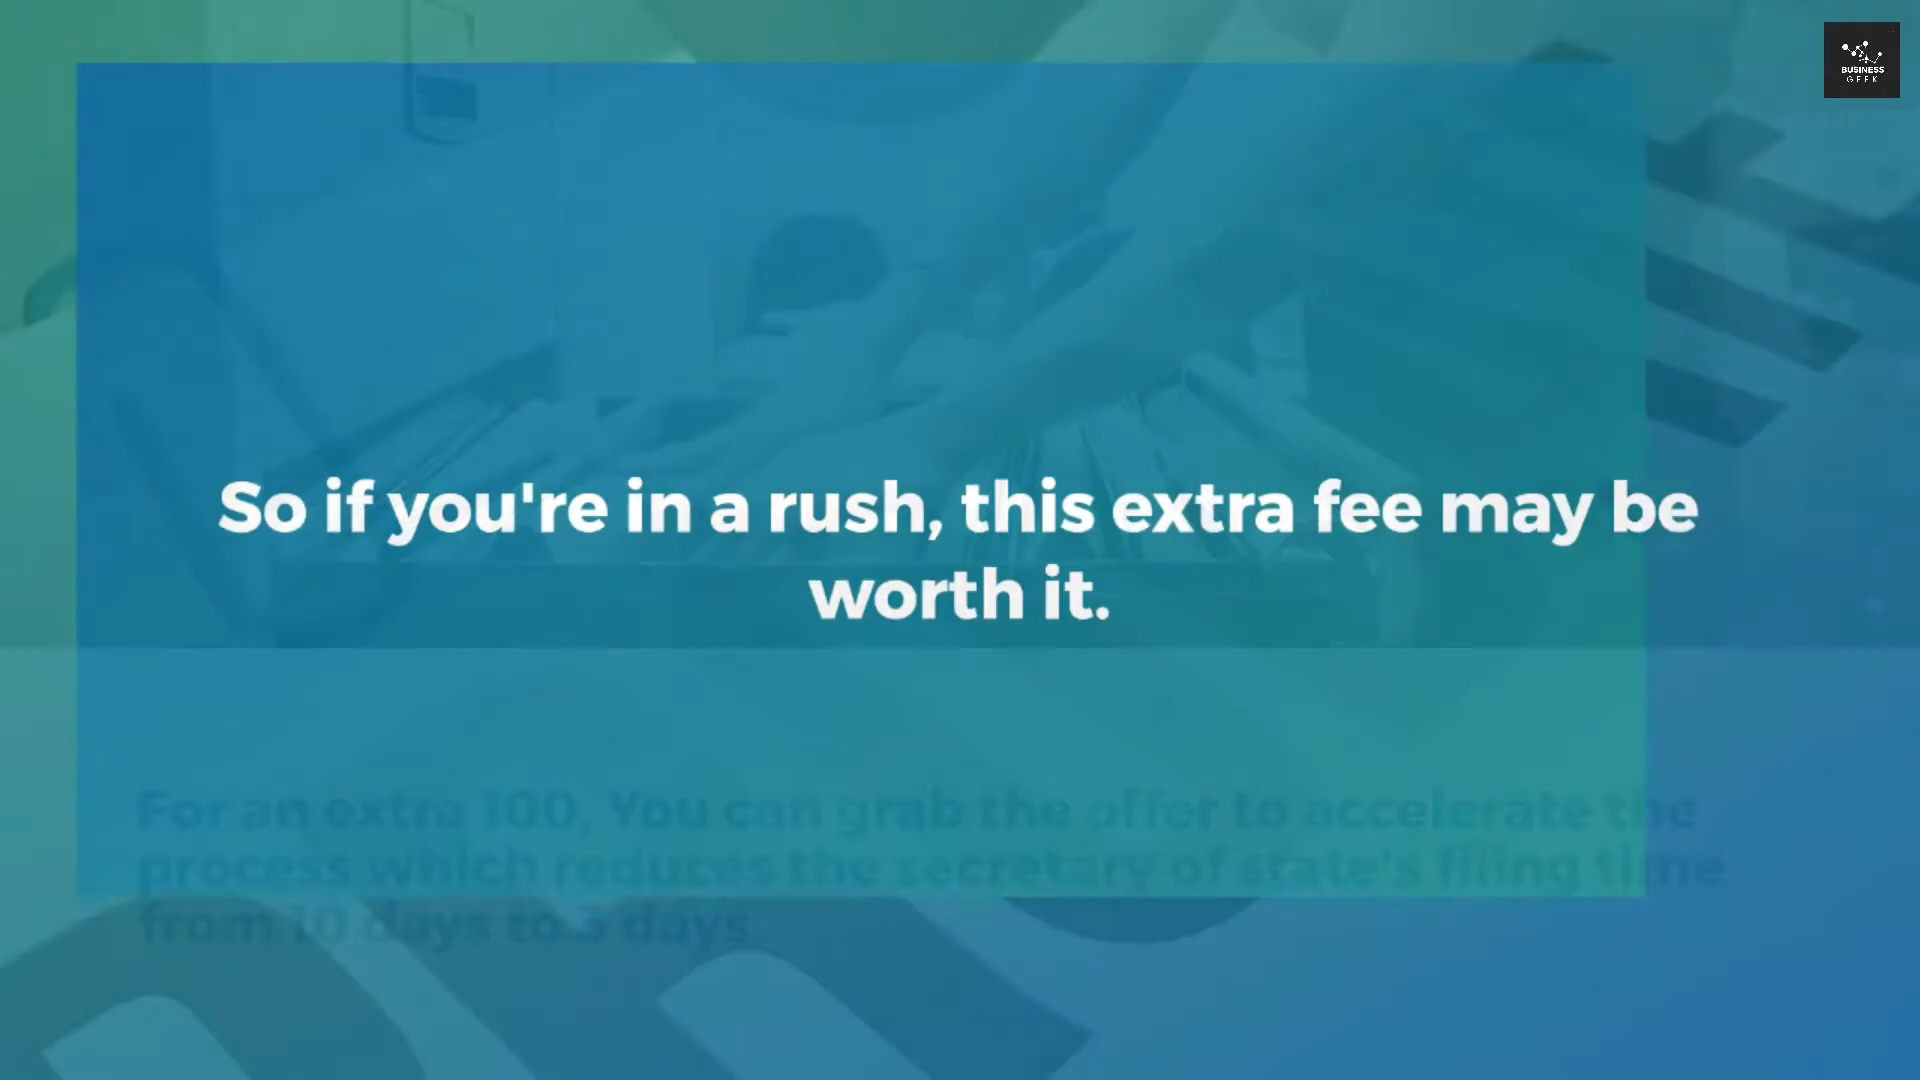 BUSINESS
GEEK
So if you're in a rush, this extra fee may be
worth it.
For an extra 100, You can grab the offer to accelerate the
process which reduces the secretary of state's filing time
from 10 days to 3 days